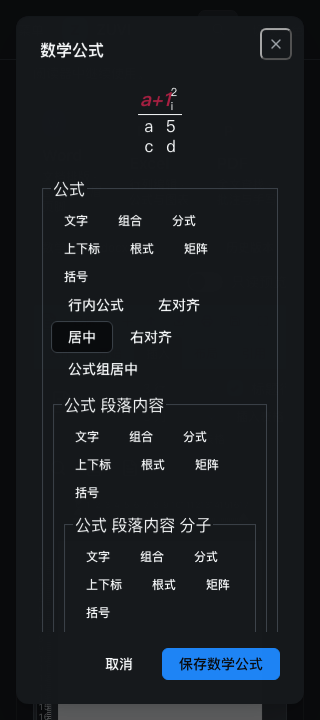 数学公式
a+1 2 i
a 5
c d
公式
文字 组合 分式
上下标 根式 矩阵
括号
行内公式 左对齐
居中 右对齐
公式组居中
公式 段落内容
文字 组合 分式
上下标 根式 矩阵
括号
公式 段落内容 分子
文字 组合 分式
上下标 根式 矩阵
括号
取消 保存数学公式